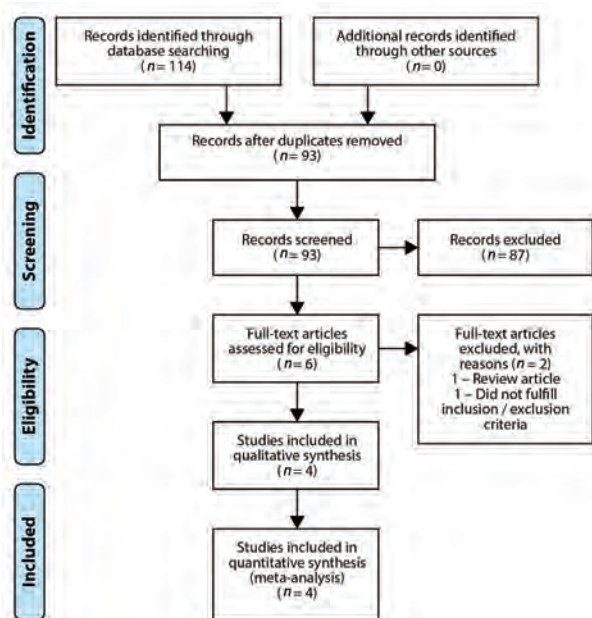 Identification
Records identified through
database searching
(n = 114)
Additional records identified
through other sources
(n = 0)
Records after duplicates removed
(n = 93)
Screening
Records screened
(n = 93)
Records excluded
(n = 87)
Eligibility
Full-text articles
assessed for eligibility
(n = 6)
Full-text articles
excluded, with
reasons (n = 2)
1 – Review article
1 – Did not fulfill
inclusion / exclusion
criteria
Studies included in
qualitative synthesis
(n = 4)
Included
Studies included in
quantitative synthesis
(meta-analysis)
(n = 4)